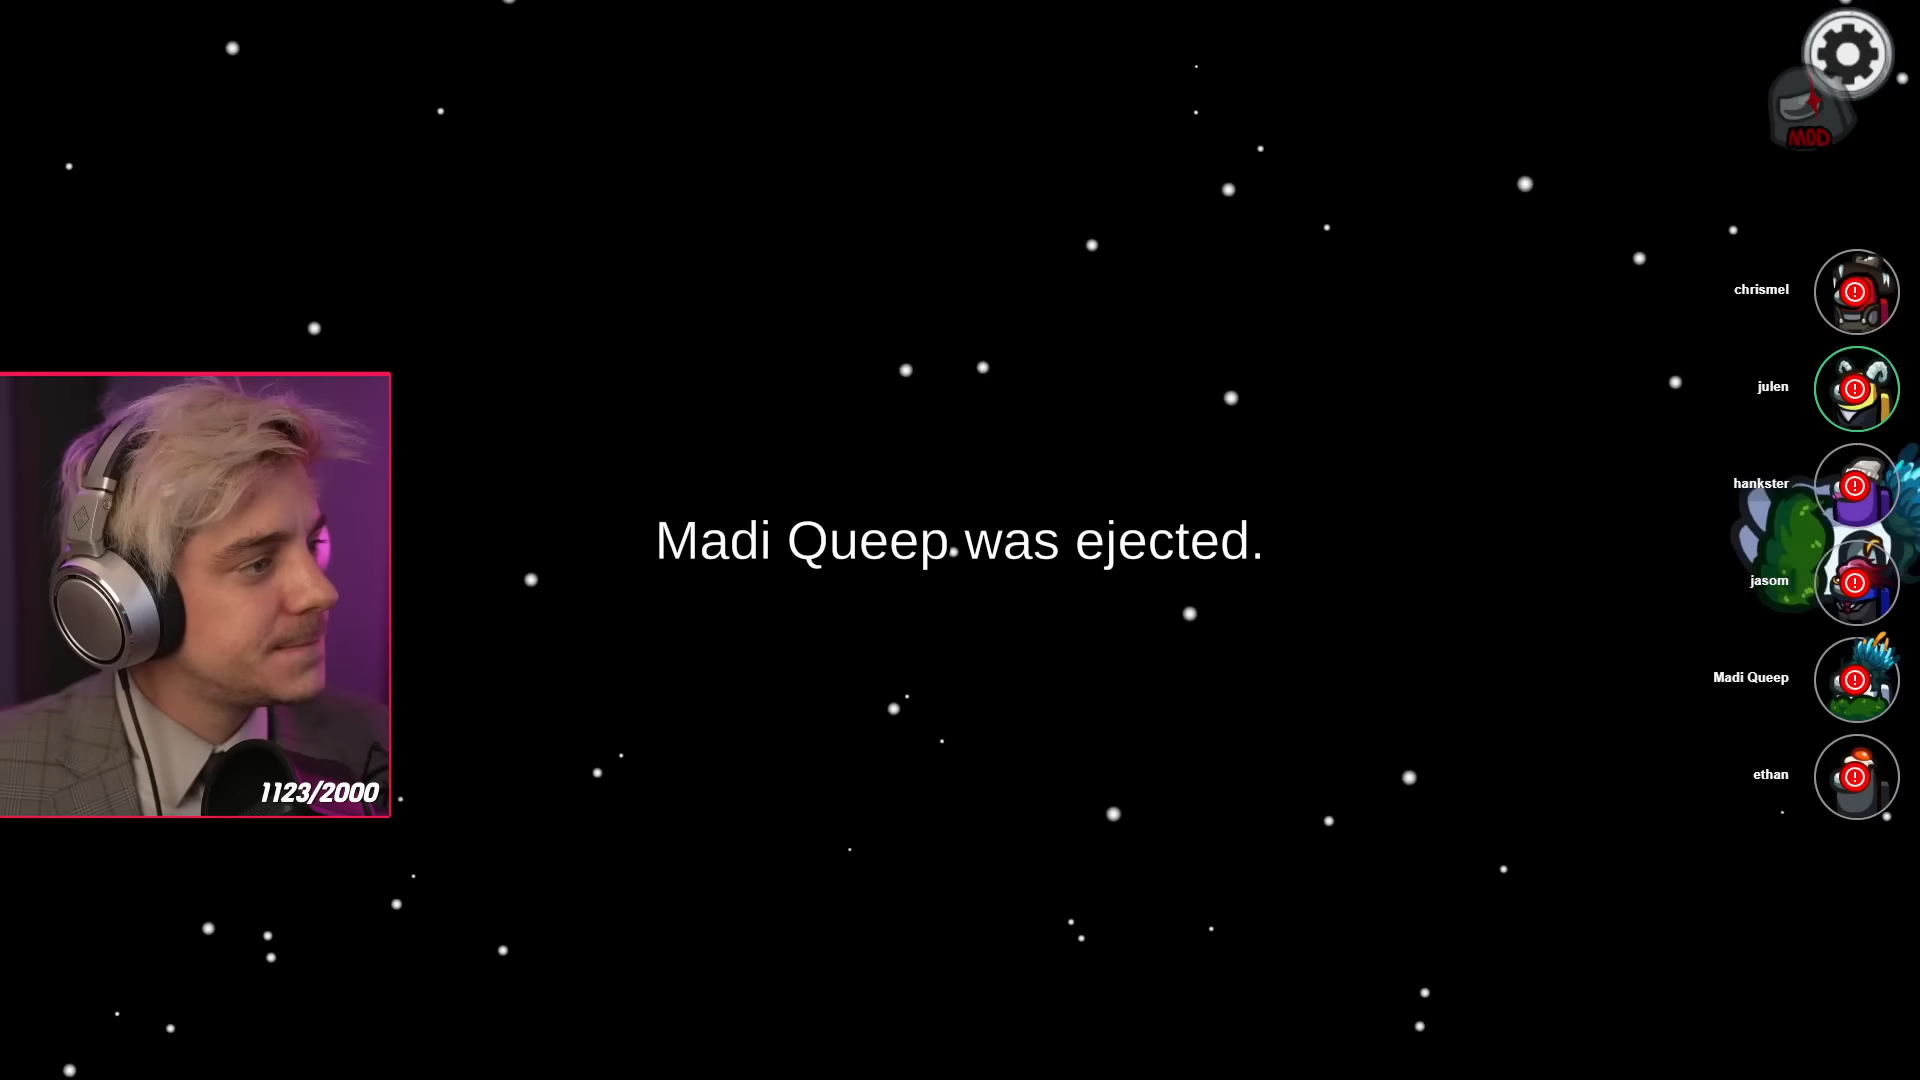 MOD
chrismel
julen
hankster
jasom
Madi Queep was ejected.
Madi Queep
ethan
1123/2000